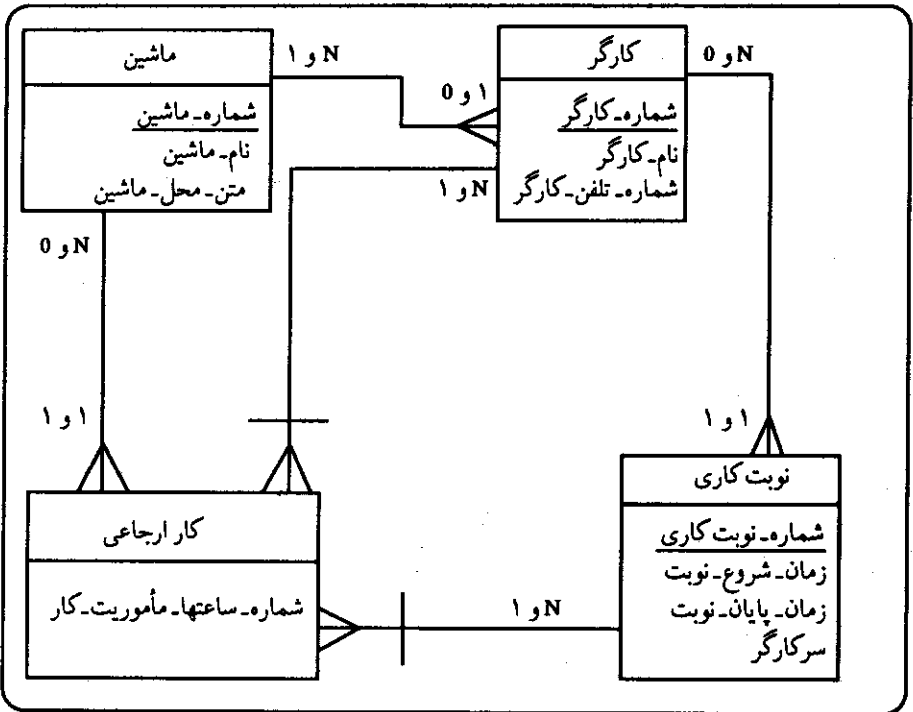 کارگر
شماره_کارگر
نام_کارگر
شماره_تلفن_کارگر
ماشین
شماره_ماشین
نام_ماشین
متن_محل_ماشین
0 و N
۱ و N
0 و ۱
۱ و N
0 و N
۱ و ۱
۱ و ۱
نوبت کاری
شماره_نوبت کاری
زمان_شروع_نوبت
زمان_پایان_نوبت
سرکارگر
کار ارجاعی
شماره_ساعتها_مأموریت_کار
۱ و N